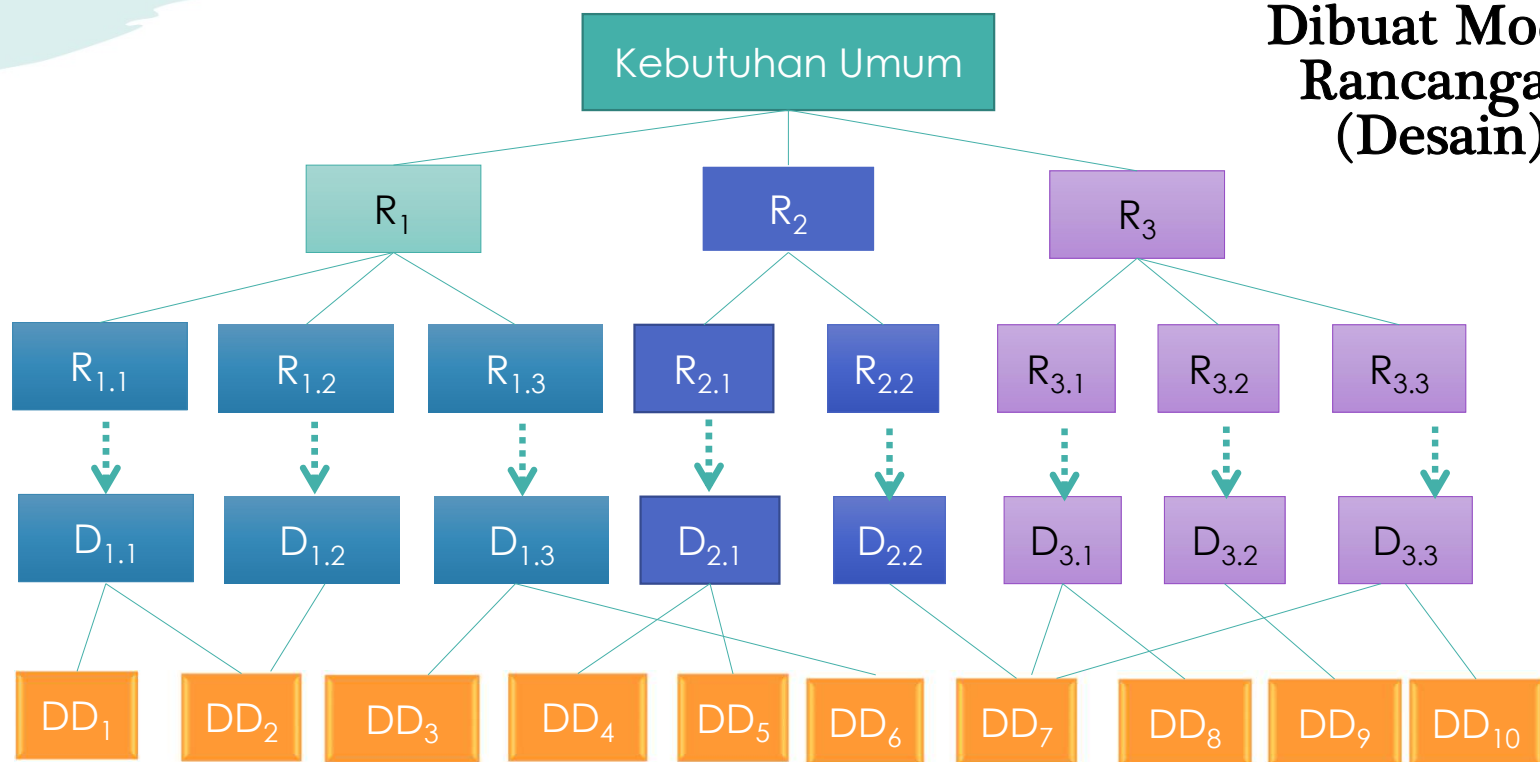 Kebutuhan Umum
(Desain)
R₁
R₂
R₃
R₁.₁
R₁.₂
R₁.₃
R₂.₁
R₂.₂
R₃.₁
R₃.₂
R₃.₃
D₁.₁
D₁.₂
D₁.₃
D₂.₁
D₂.₂
D₃.₁
D₃.₂
D₃.₃
DD₁
DD₂
DD₃
DD₄
DD₅
DD₆
DD₇
DD₈
DD₉
DD₁₀
Dibuat